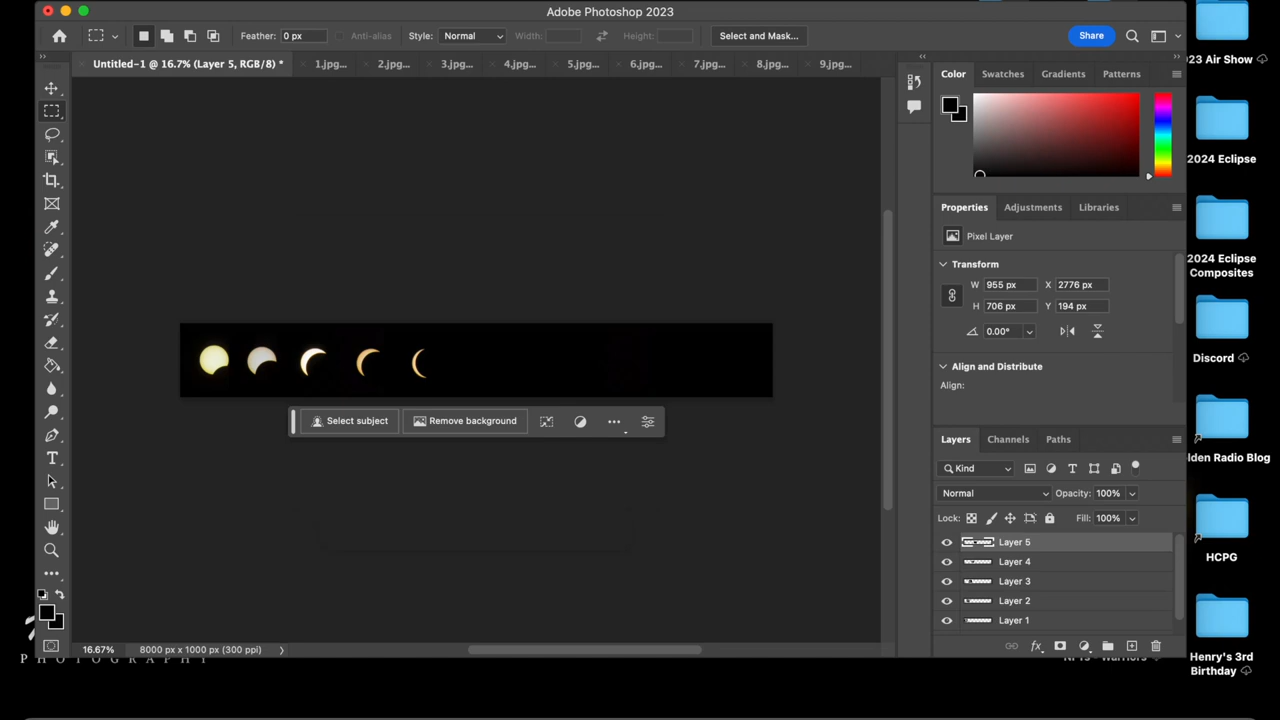 Adobe Photoshop 2023
Feather: 0 px Anti-alias Style: Normal Width: Height: Select and Mask... Share
Untitled-1 @ 16.7% (Layer 5, RGB/8) * 1.jpg... 2.jpg... 3.jpg... 4.jpg... 5.jpg... 6.jpg... 7.jpg... 8.jpg... 9.jpg...
Color Swatches Gradients Patterns
Properties Adjustments Libraries
Pixel Layer
Transform
W 955 px X 2776 px
H 706 px Y 194 px
0.00°
Align and Distribute
Align:
Select subject Remove background
Layers Channels Paths
Kind
Normal Opacity: 100%
Lock: Fill: 100%
Layer 5
Layer 4
Layer 3
Layer 2
Layer 1
16.67% 8000 px x 1000 px (300 ppi)
23 Air Show
2024 Eclipse
2024 Eclipse
Composites
Discord
lden Radio Blog
HCPG
Henry's 3rd
Birthday